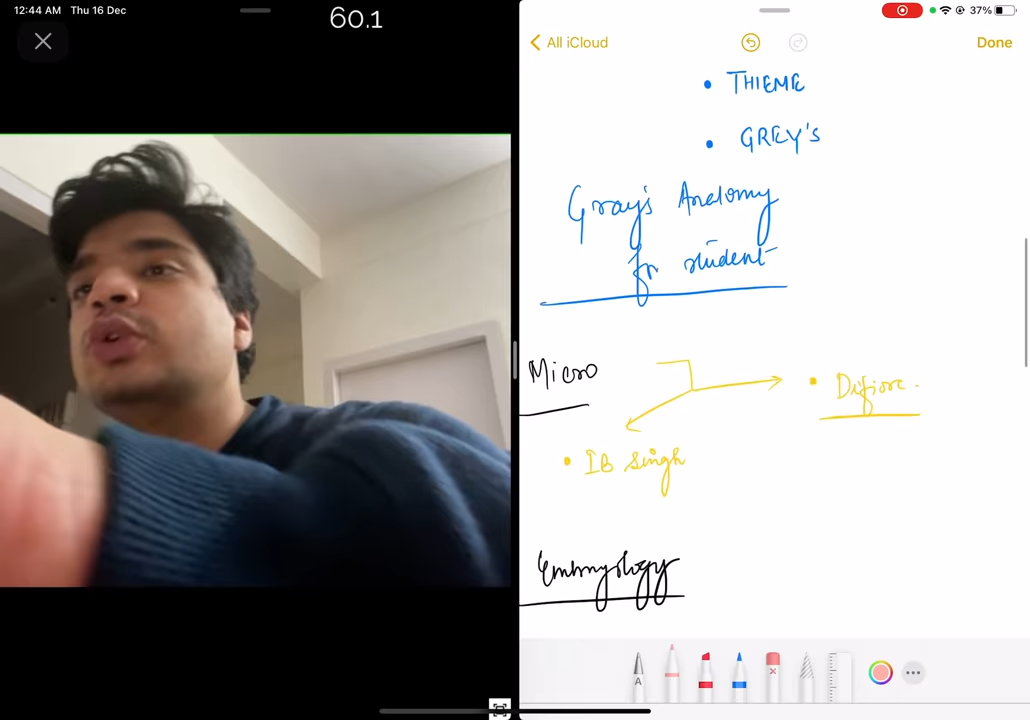 12:44 AM Thu 16 Dec
60.1
37%
All iCloud
Done
• THIEME
• GREY'S
Gray's Anatomy
for student
Micro
• Difiore.
• IB Singh
Embryology
A